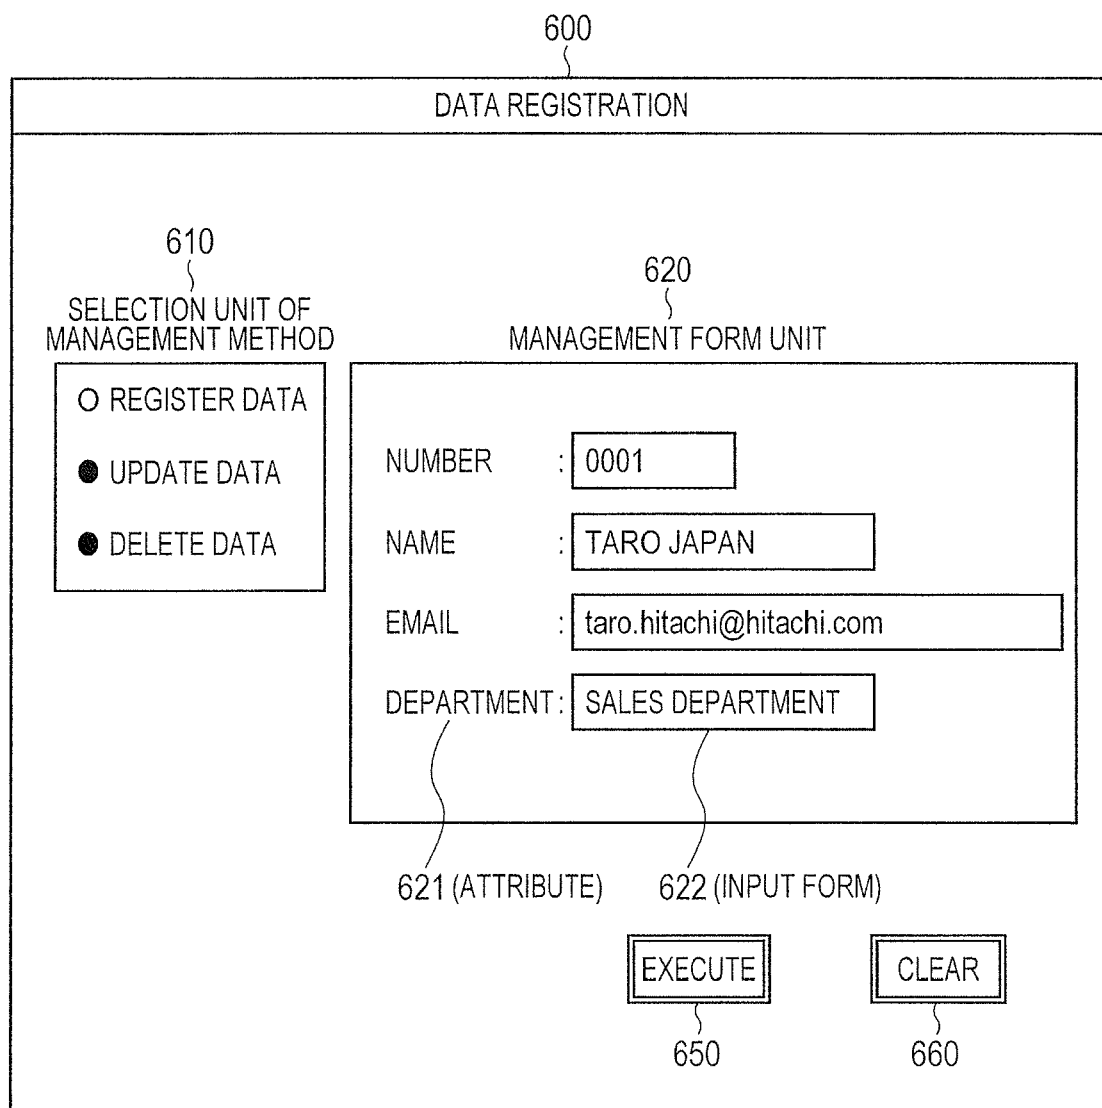 600
DATA REGISTRATION
610
SELECTION UNIT OF
MANAGEMENT METHOD
REGISTER DATA
UPDATE DATA
DELETE DATA
620
MANAGEMENT FORM UNIT
NUMBER : 0001
NAME : TARO JAPAN
EMAIL : taro.hitachi@hitachi.com
DEPARTMENT : SALES DEPARTMENT
621 (ATTRIBUTE) 622 (INPUT FORM)
EXECUTE CLEAR
650 660